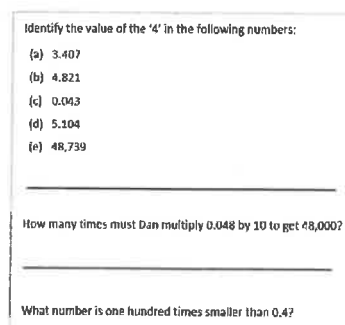 Identify the value of the '4' in the following numbers:
(a) 3.407
(b) 4.821
(c) 0.043
(d) 5.104
(e) 48,739
How many times must Dan multiply 0.048 by 10 to get 48,000?
What number is one hundred times smaller than 0.4?